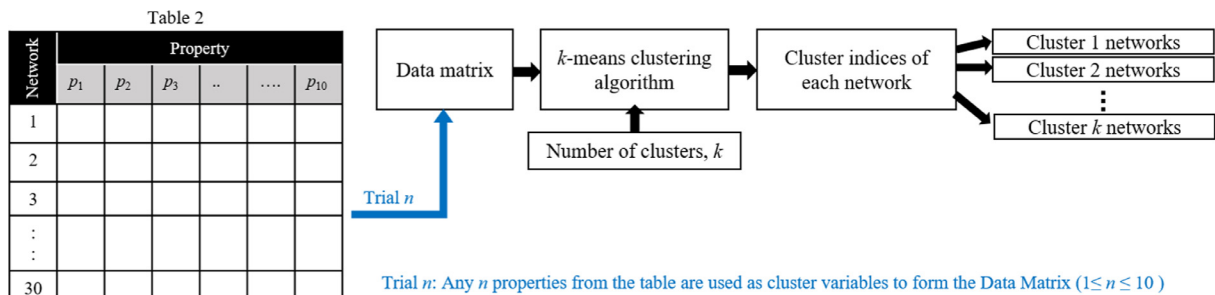 Table 2
Network
Property
p1 p2 p3 .. .... p10
1
2
3
:
:
30
Trial n
Data matrix
k-means clustering
algorithm
Number of clusters, k
Cluster indices of
each network
Cluster 1 networks
Cluster 2 networks
⋮
Cluster k networks
Trial n: Any n properties from the table are used as cluster variables to form the Data Matrix (1≤ n ≤ 10 )